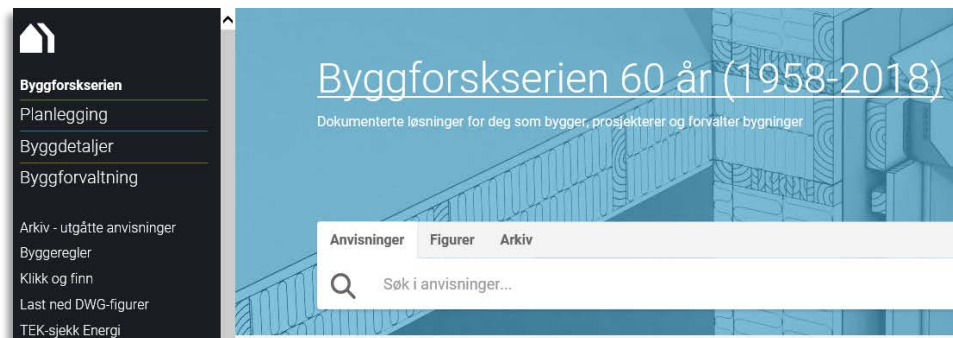 Byggforskserien
Planlegging
Byggdetaljer
Byggforvaltning
Arkiv - utgåtte anvisninger
Byggeregler
Klikk og finn
Last ned DWG-figurer
TEK-sjekk Energi
Byggforskserien 60 år (1958-2018)
Dokumenterte løsninger for deg som bygger, prosjekterer og forvalter bygninger
Anvisninger Figurer Arkiv
Søk i anvisninger...